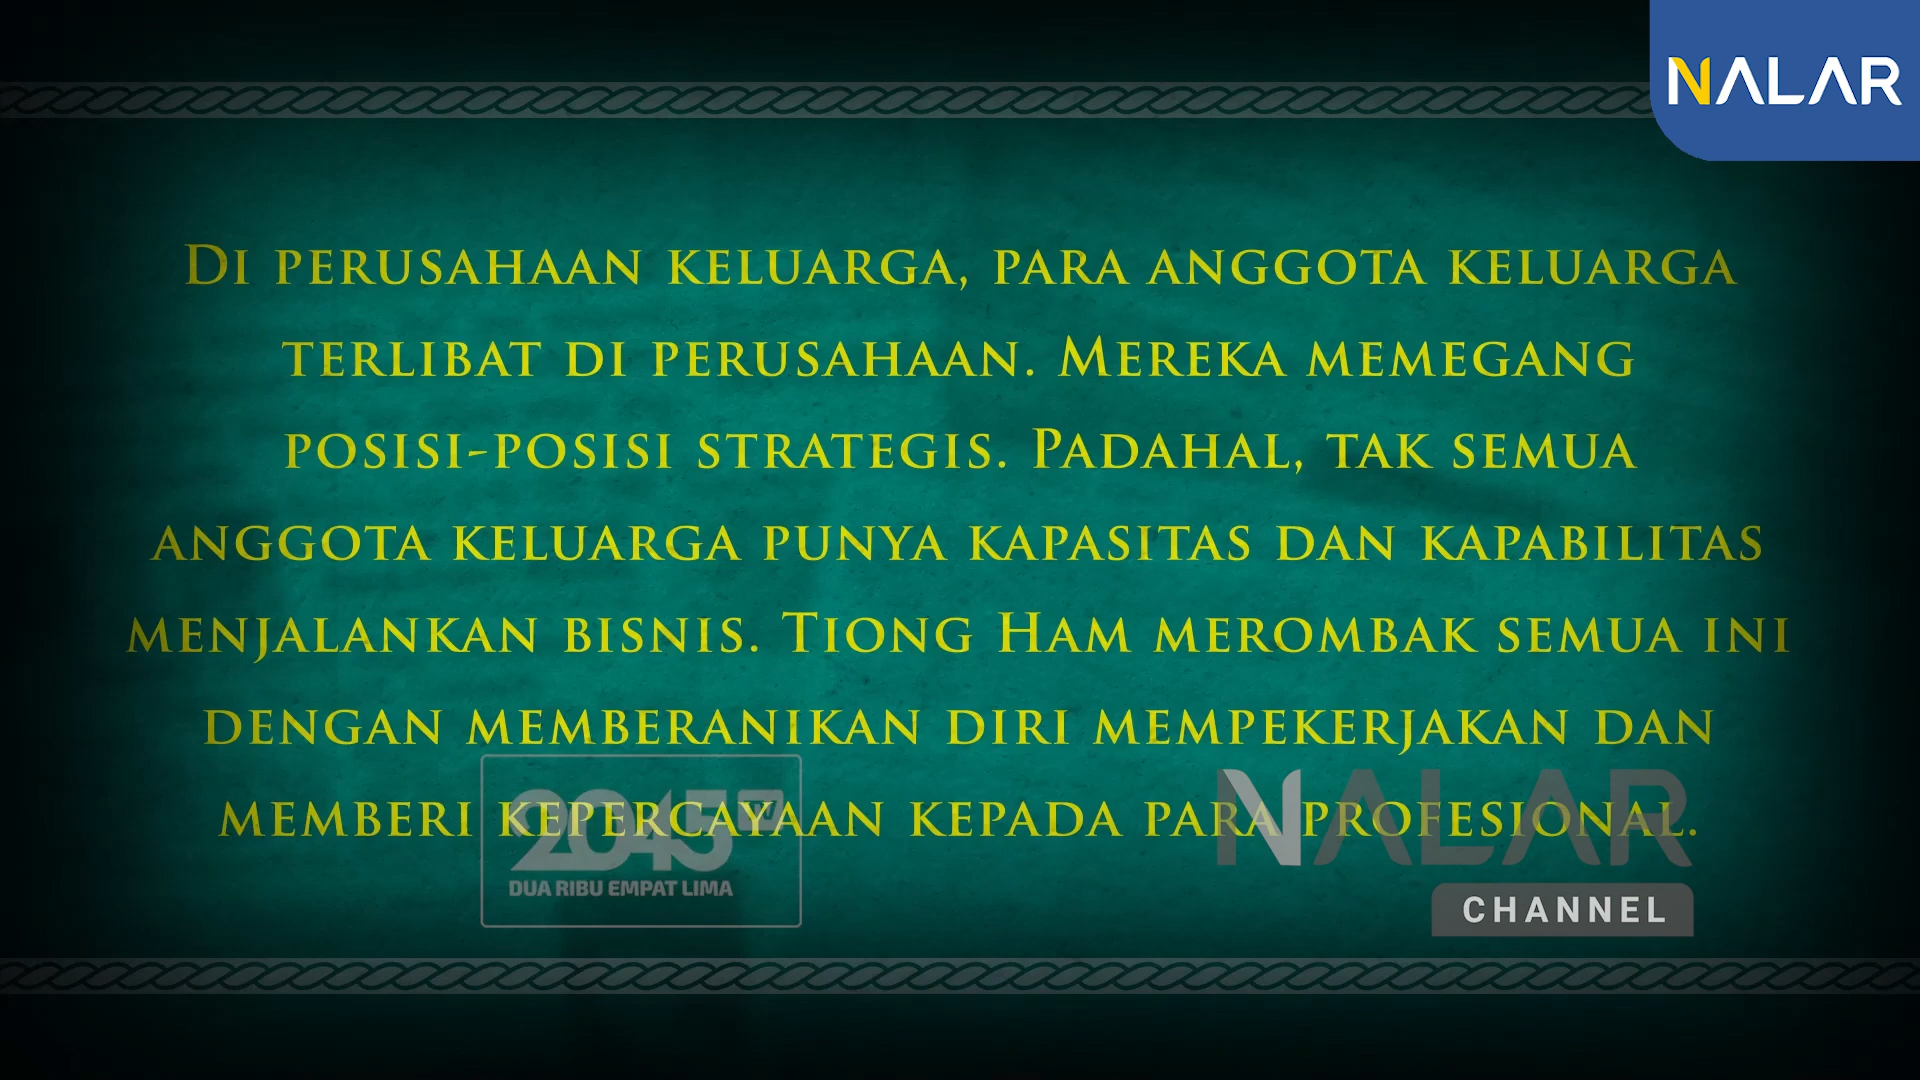 NALAR
Di perusahaan keluarga, para anggota keluarga
terlibat di perusahaan. Mereka memegang
posisi-posisi strategis. Padahal, tak semua
anggota keluarga punya kapasitas dan kapabilitas
menjalankan bisnis. Tiong Ham merombak semua ini
dengan memberanikan diri mempekerjakan dan
memberi kepercayaan kepada para profesional.
2045 TV
DUA RIBU EMPAT LIMA
NALAR
CHANNEL